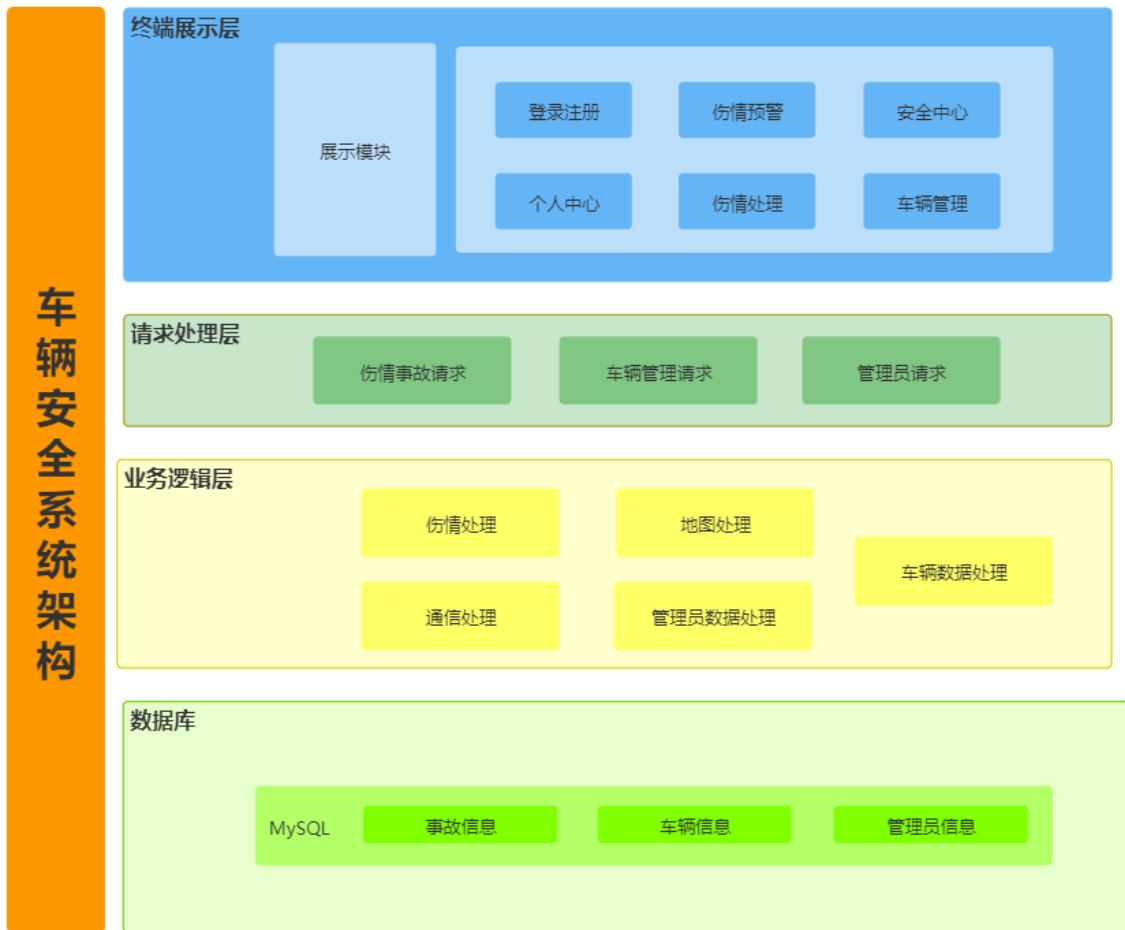 车辆安全系统架构
终端展示层
展示模块
登录注册
伤情预警
安全中心
个人中心
伤情处理
车辆管理
请求处理层
伤情事故请求
车辆管理请求
管理员请求
业务逻辑层
伤情处理
地图处理
车辆数据处理
通信处理
管理员数据处理
数据库
MySQL
事故信息
车辆信息
管理员信息